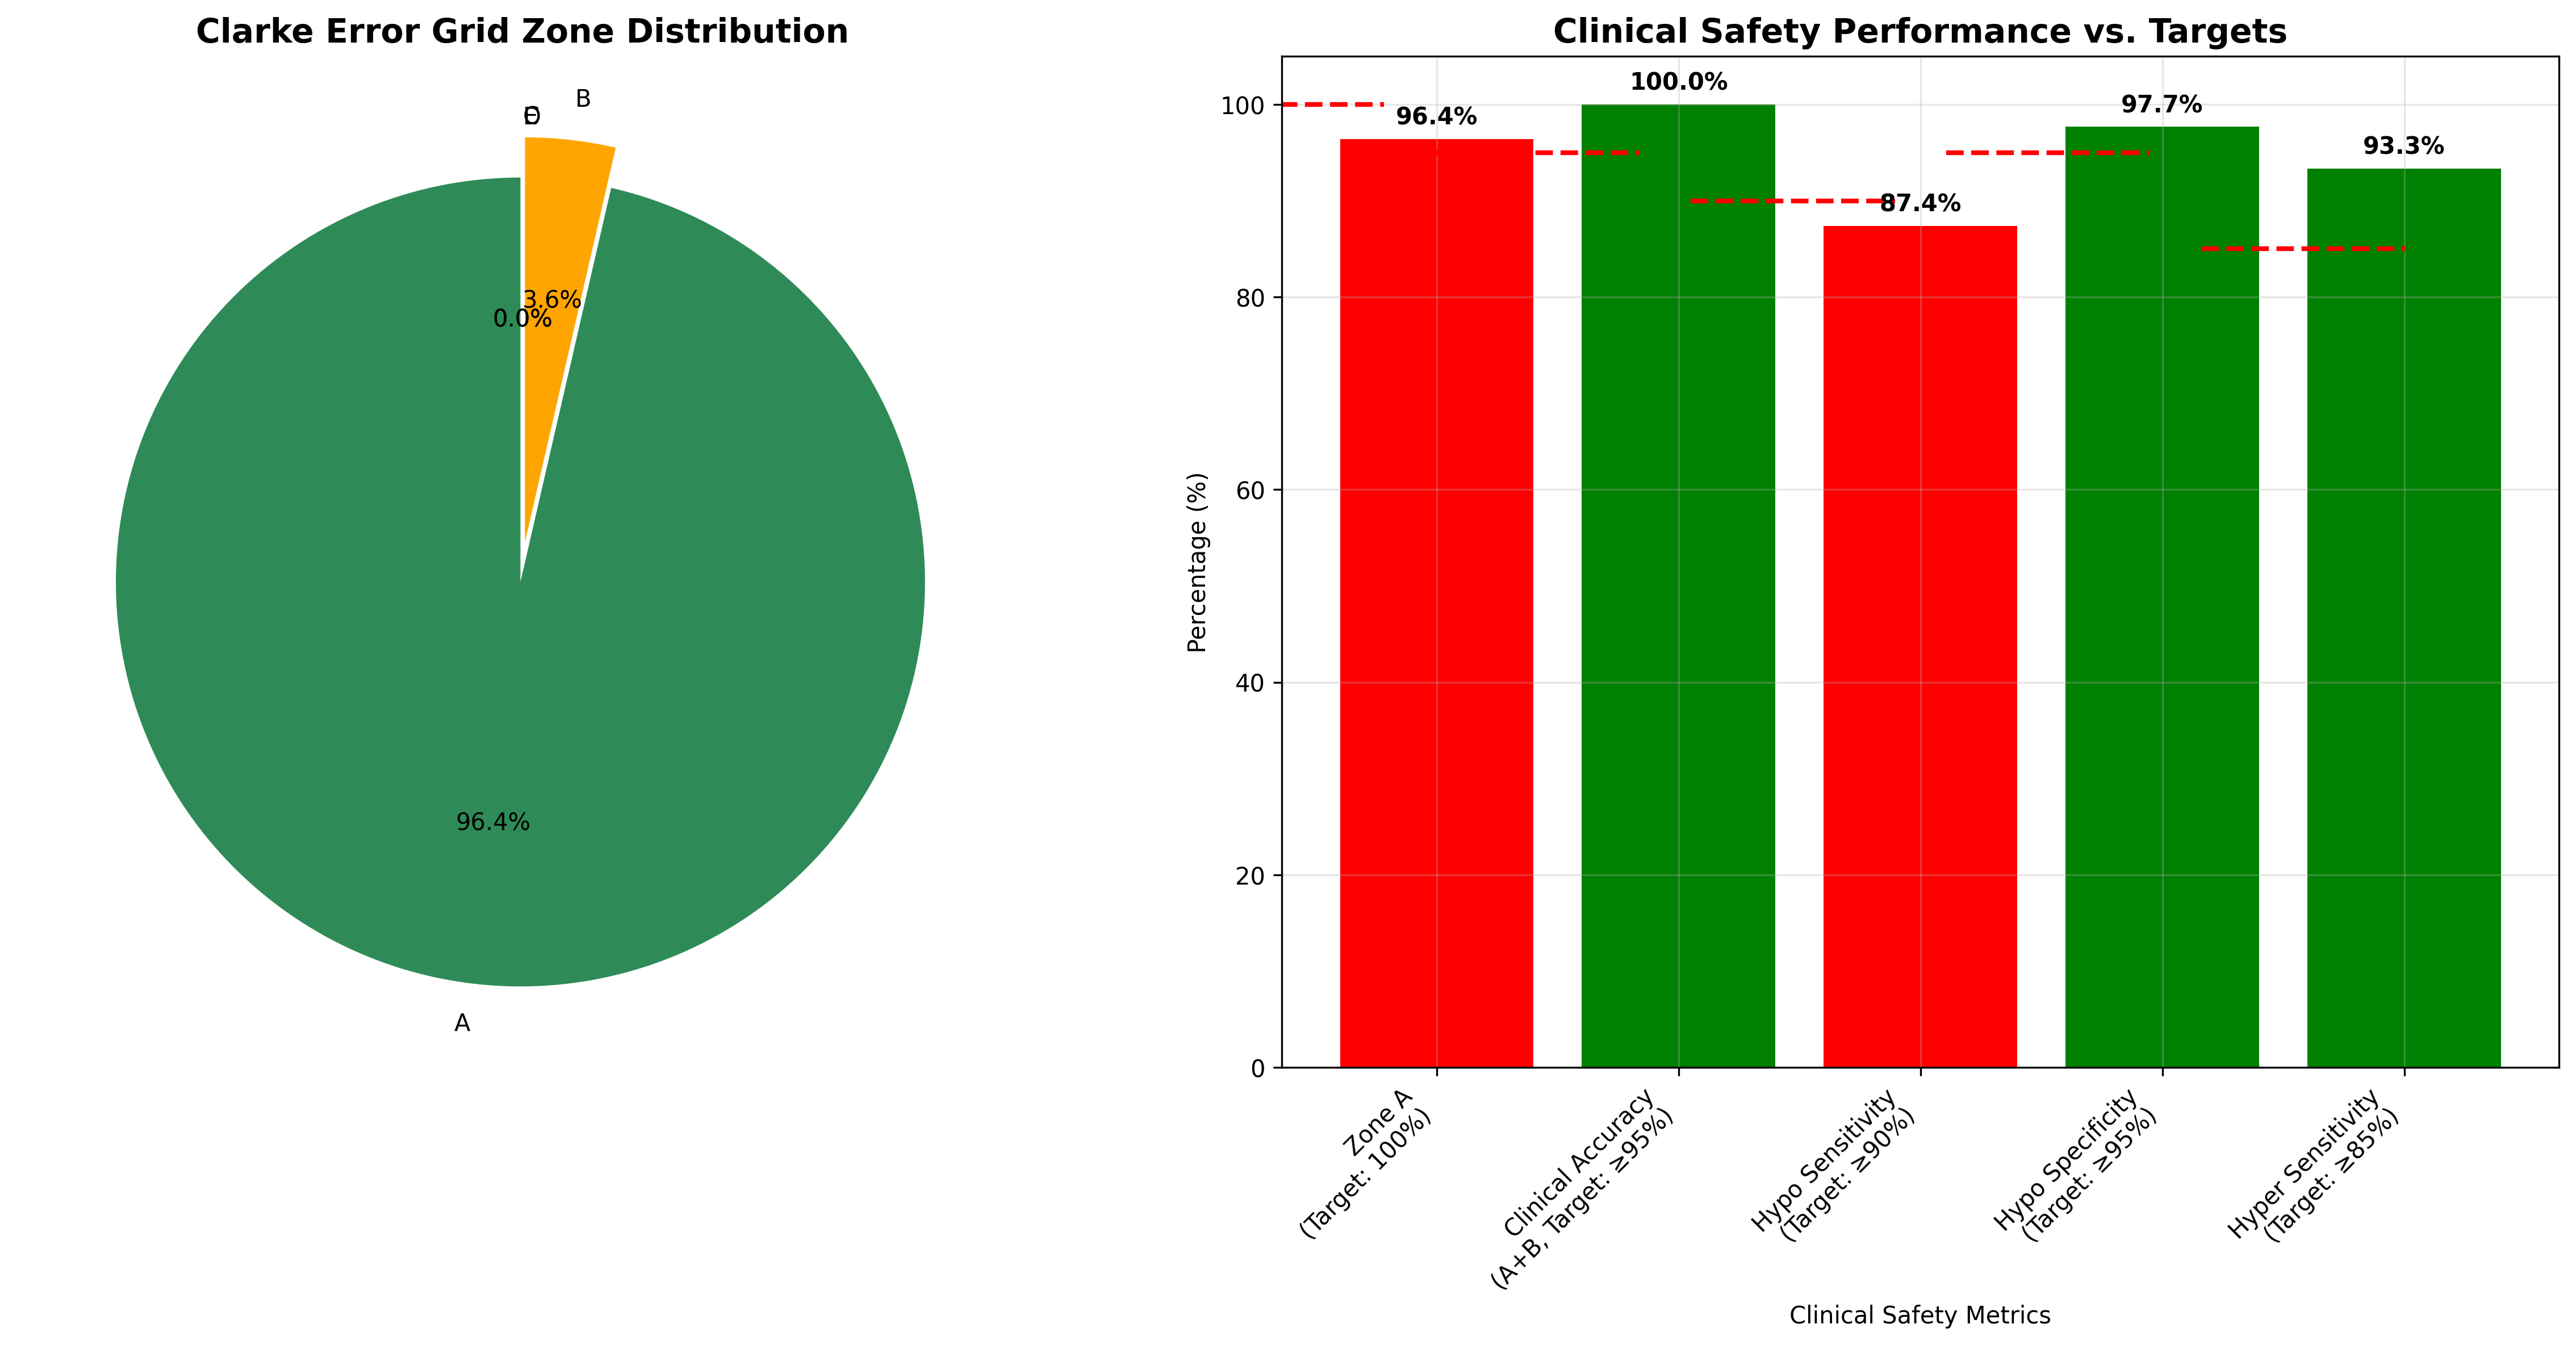 Clarke Error Grid Zone Distribution
B
3.6%
0.0%
96.4%
A
Clinical Safety Performance vs. Targets
100.0%
96.4%
97.7%
93.3%
87.4%
100
80
60
40
20
0
Percentage (%)
Zone A
(Target: 100%)
Clinical Accuracy
(A+B, Target: ≥95%)
Hypo Sensitivity
(Target: ≥90%)
Hypo Specificity
(Target: ≥95%)
Hyper Sensitivity
(Target: ≥85%)
Clinical Safety Metrics